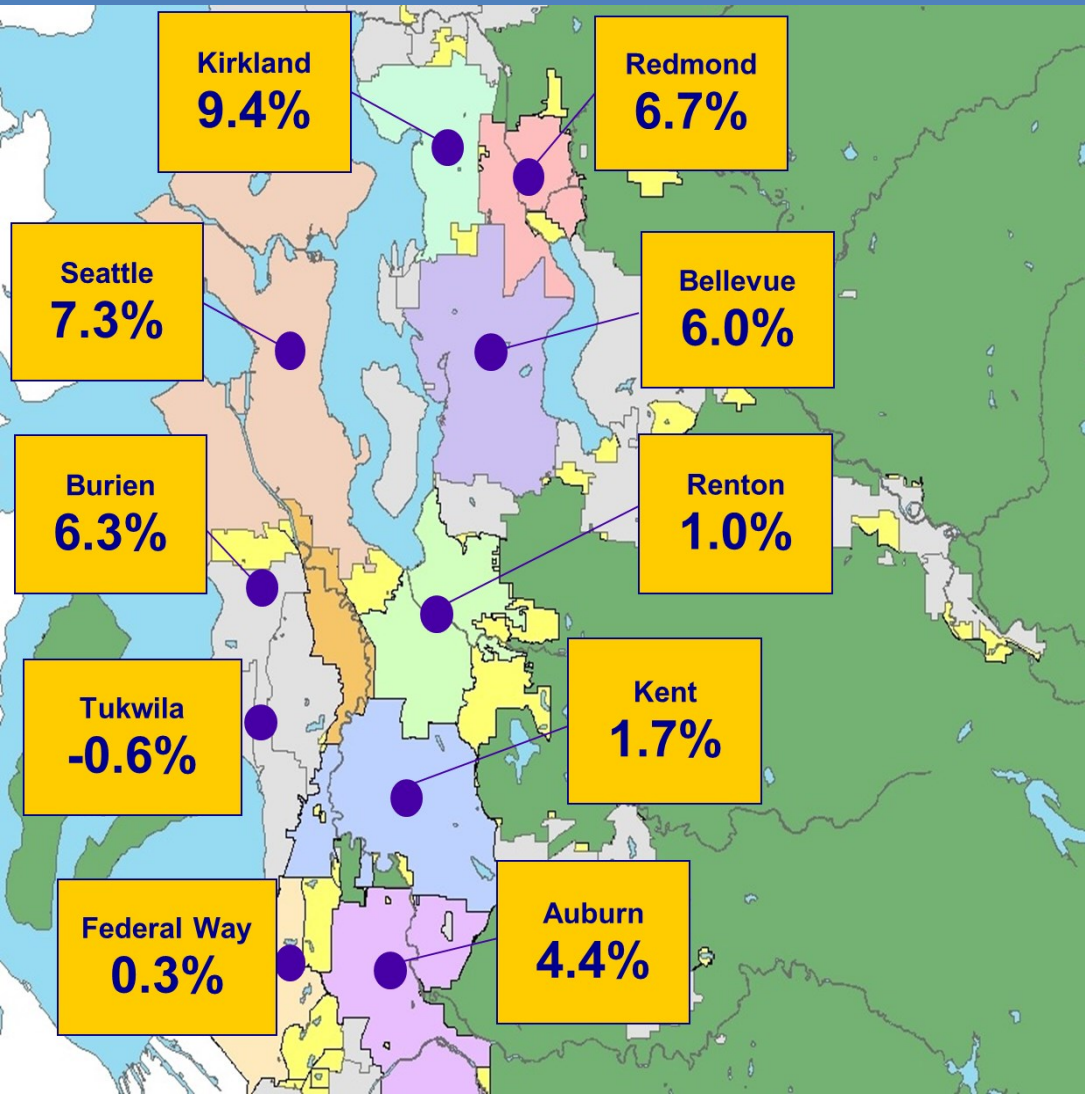 Kirkland
9.4%
Redmond
6.7%
Seattle
7.3%
Bellevue
6.0%
Burien
6.3%
Renton
1.0%
Tukwila
-0.6%
Kent
1.7%
Federal Way
0.3%
Auburn
4.4%